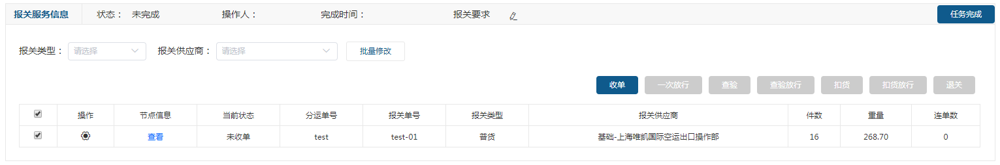 报关服务信息 状态： 未完成 操作人： 完成时间： 报关要求 任务完成
报关类型： 请选择 报关供应商： 请选择 批量修改
收单 一次放行 查验 查验放行 扣货 扣货放行 退关
操作 节点信息 当前状态 分运单号 报关单号 报关类型 报关供应商 件数 重量 连单数
查看 未收单 test test-01 普货 基础-上海唯凯国际空运出口操作部 16 268.70 0